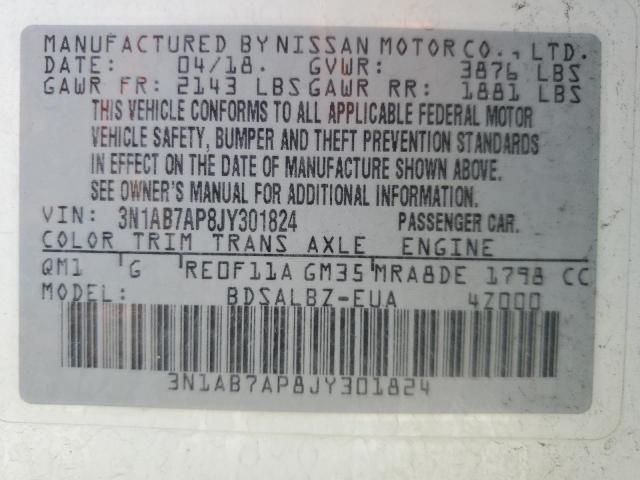 MANUFACTURED BY NISSAN MOTOR CO., LTD.
DATE: 04/18. GVWR: 3876 LBS
GAWR FR: 2143 LBS GAWR RR: 1881 LBS
THIS VEHICLE CONFORMS TO ALL APPLICABLE FEDERAL MOTOR
VEHICLE SAFETY, BUMPER AND THEFT PREVENTION STANDARDS
IN EFFECT ON THE DATE OF MANUFACTURE SHOWN ABOVE.
SEE OWNER'S MANUAL FOR ADDITIONAL INFORMATION.
VIN: 3N1AB7AP8JY301824 PASSENGER CAR.
COLOR TRIM TRANS AXLE ENGINE
QM1 G RE0F11A GM35 MRA8DE 1798 CC
MODEL: BDSALBZ-EUA 4Z000
3N1AB7AP8JY301824